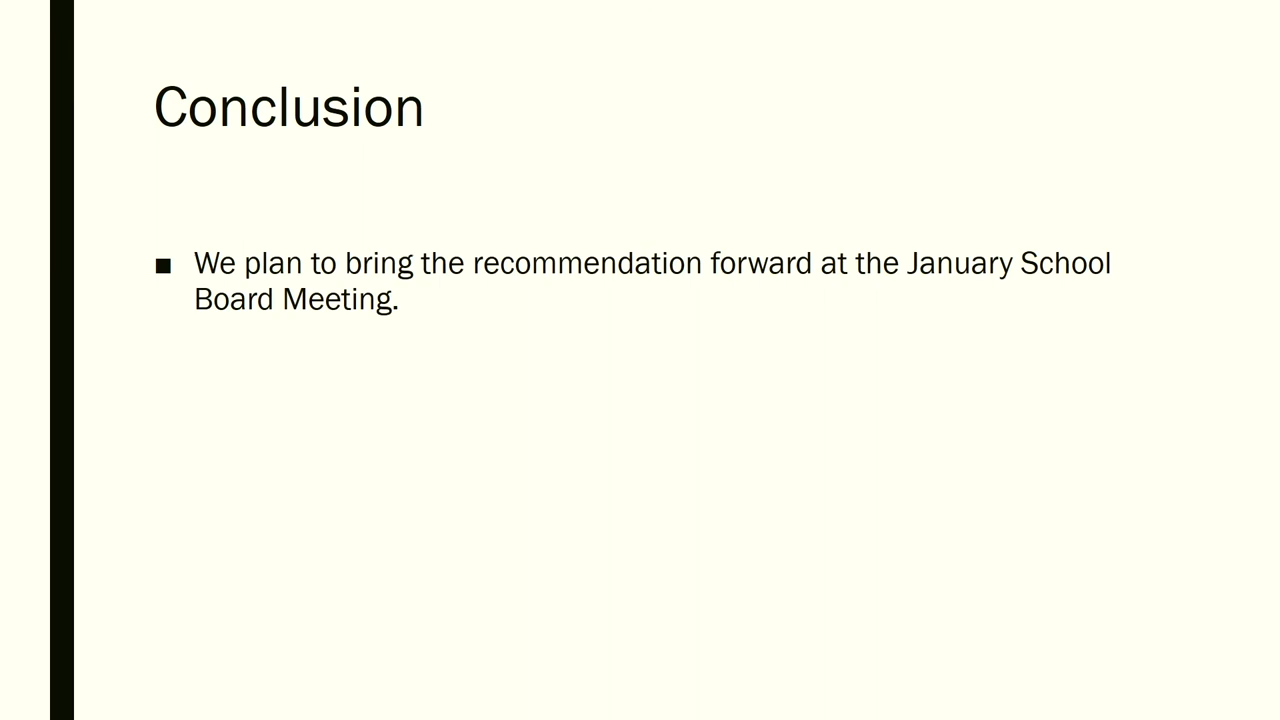 Conclusion
■ We plan to bring the recommendation forward at the January School
Board Meeting.